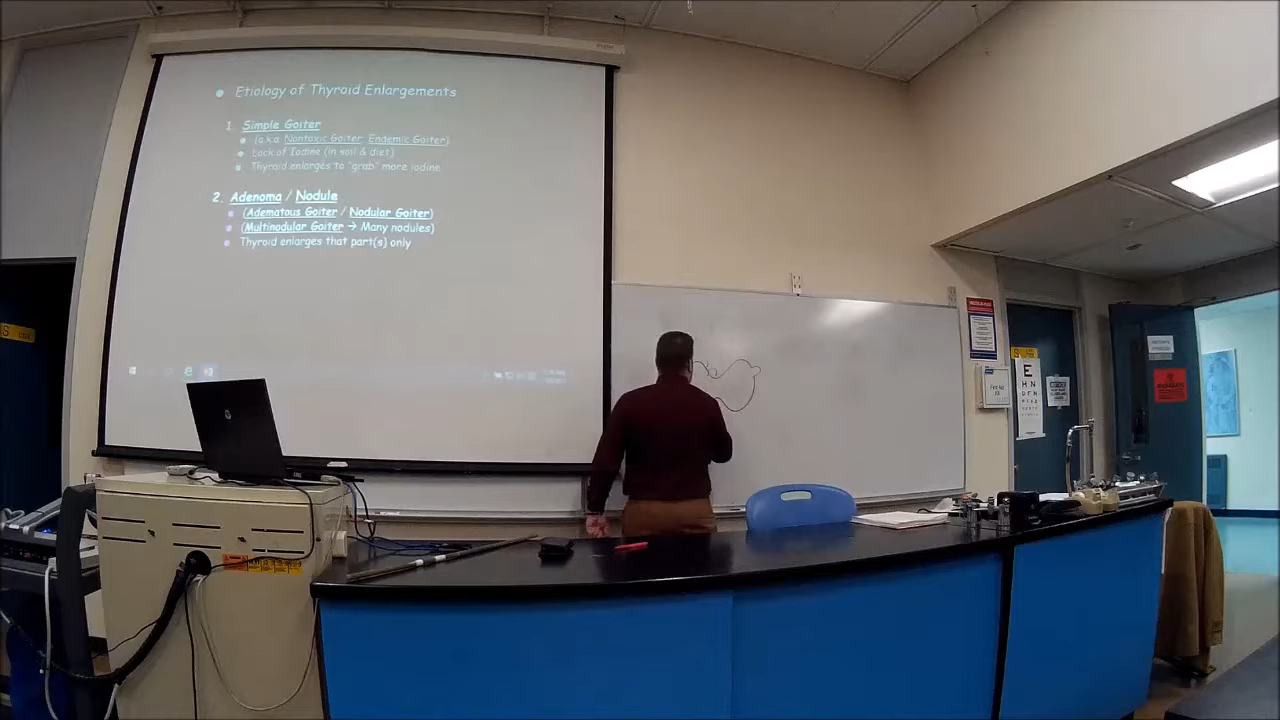 • Etiology of Thyroid Enlargements
1. Simple Goiter
• (a.k.a. Nontoxic Goiter, Endemic Goiter)
• Lack of Iodine (in soil & diet)
• Thyroid enlarges to "grab" more iodine
2. Adenoma / Nodule
• (Adematous Goiter / Nodular Goiter)
• (Multinodular Goiter → Many nodules)
• Thyroid enlarges that part(s) only
First Aid
E
H N
D F N